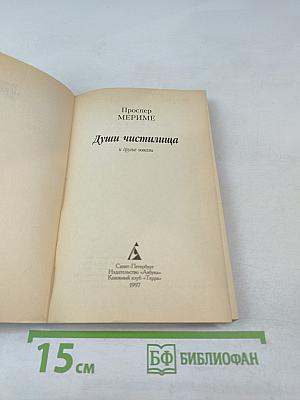 Проспер
МЕРИМЕ
Души чистилища
и другие новеллы
Санкт-Петербург
Издательство «Азбука»
Книжный клуб «Терра»
1997
15 см
БФ БИБЛИОФАН